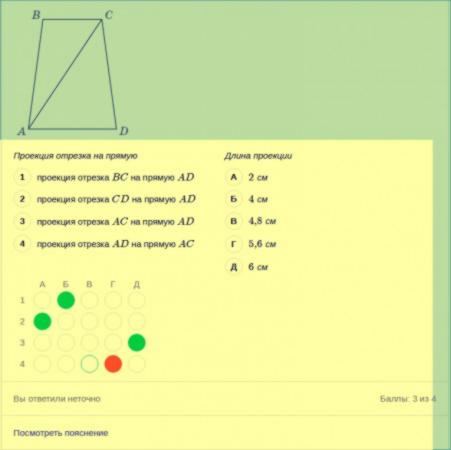 B C
A D
Проекция отрезка на прямую Длина проекции
1 проекция отрезка BC на прямую AD А 2 см
2 проекция отрезка CD на прямую AD Б 4 см
3 проекция отрезка AC на прямую AD В 4,8 см
4 проекция отрезка AD на прямую AC Г 5,6 см
Д 6 см
А Б В Г Д
1
2
3
4
Вы ответили неточно Баллы: 3 из 4
Посмотреть пояснение